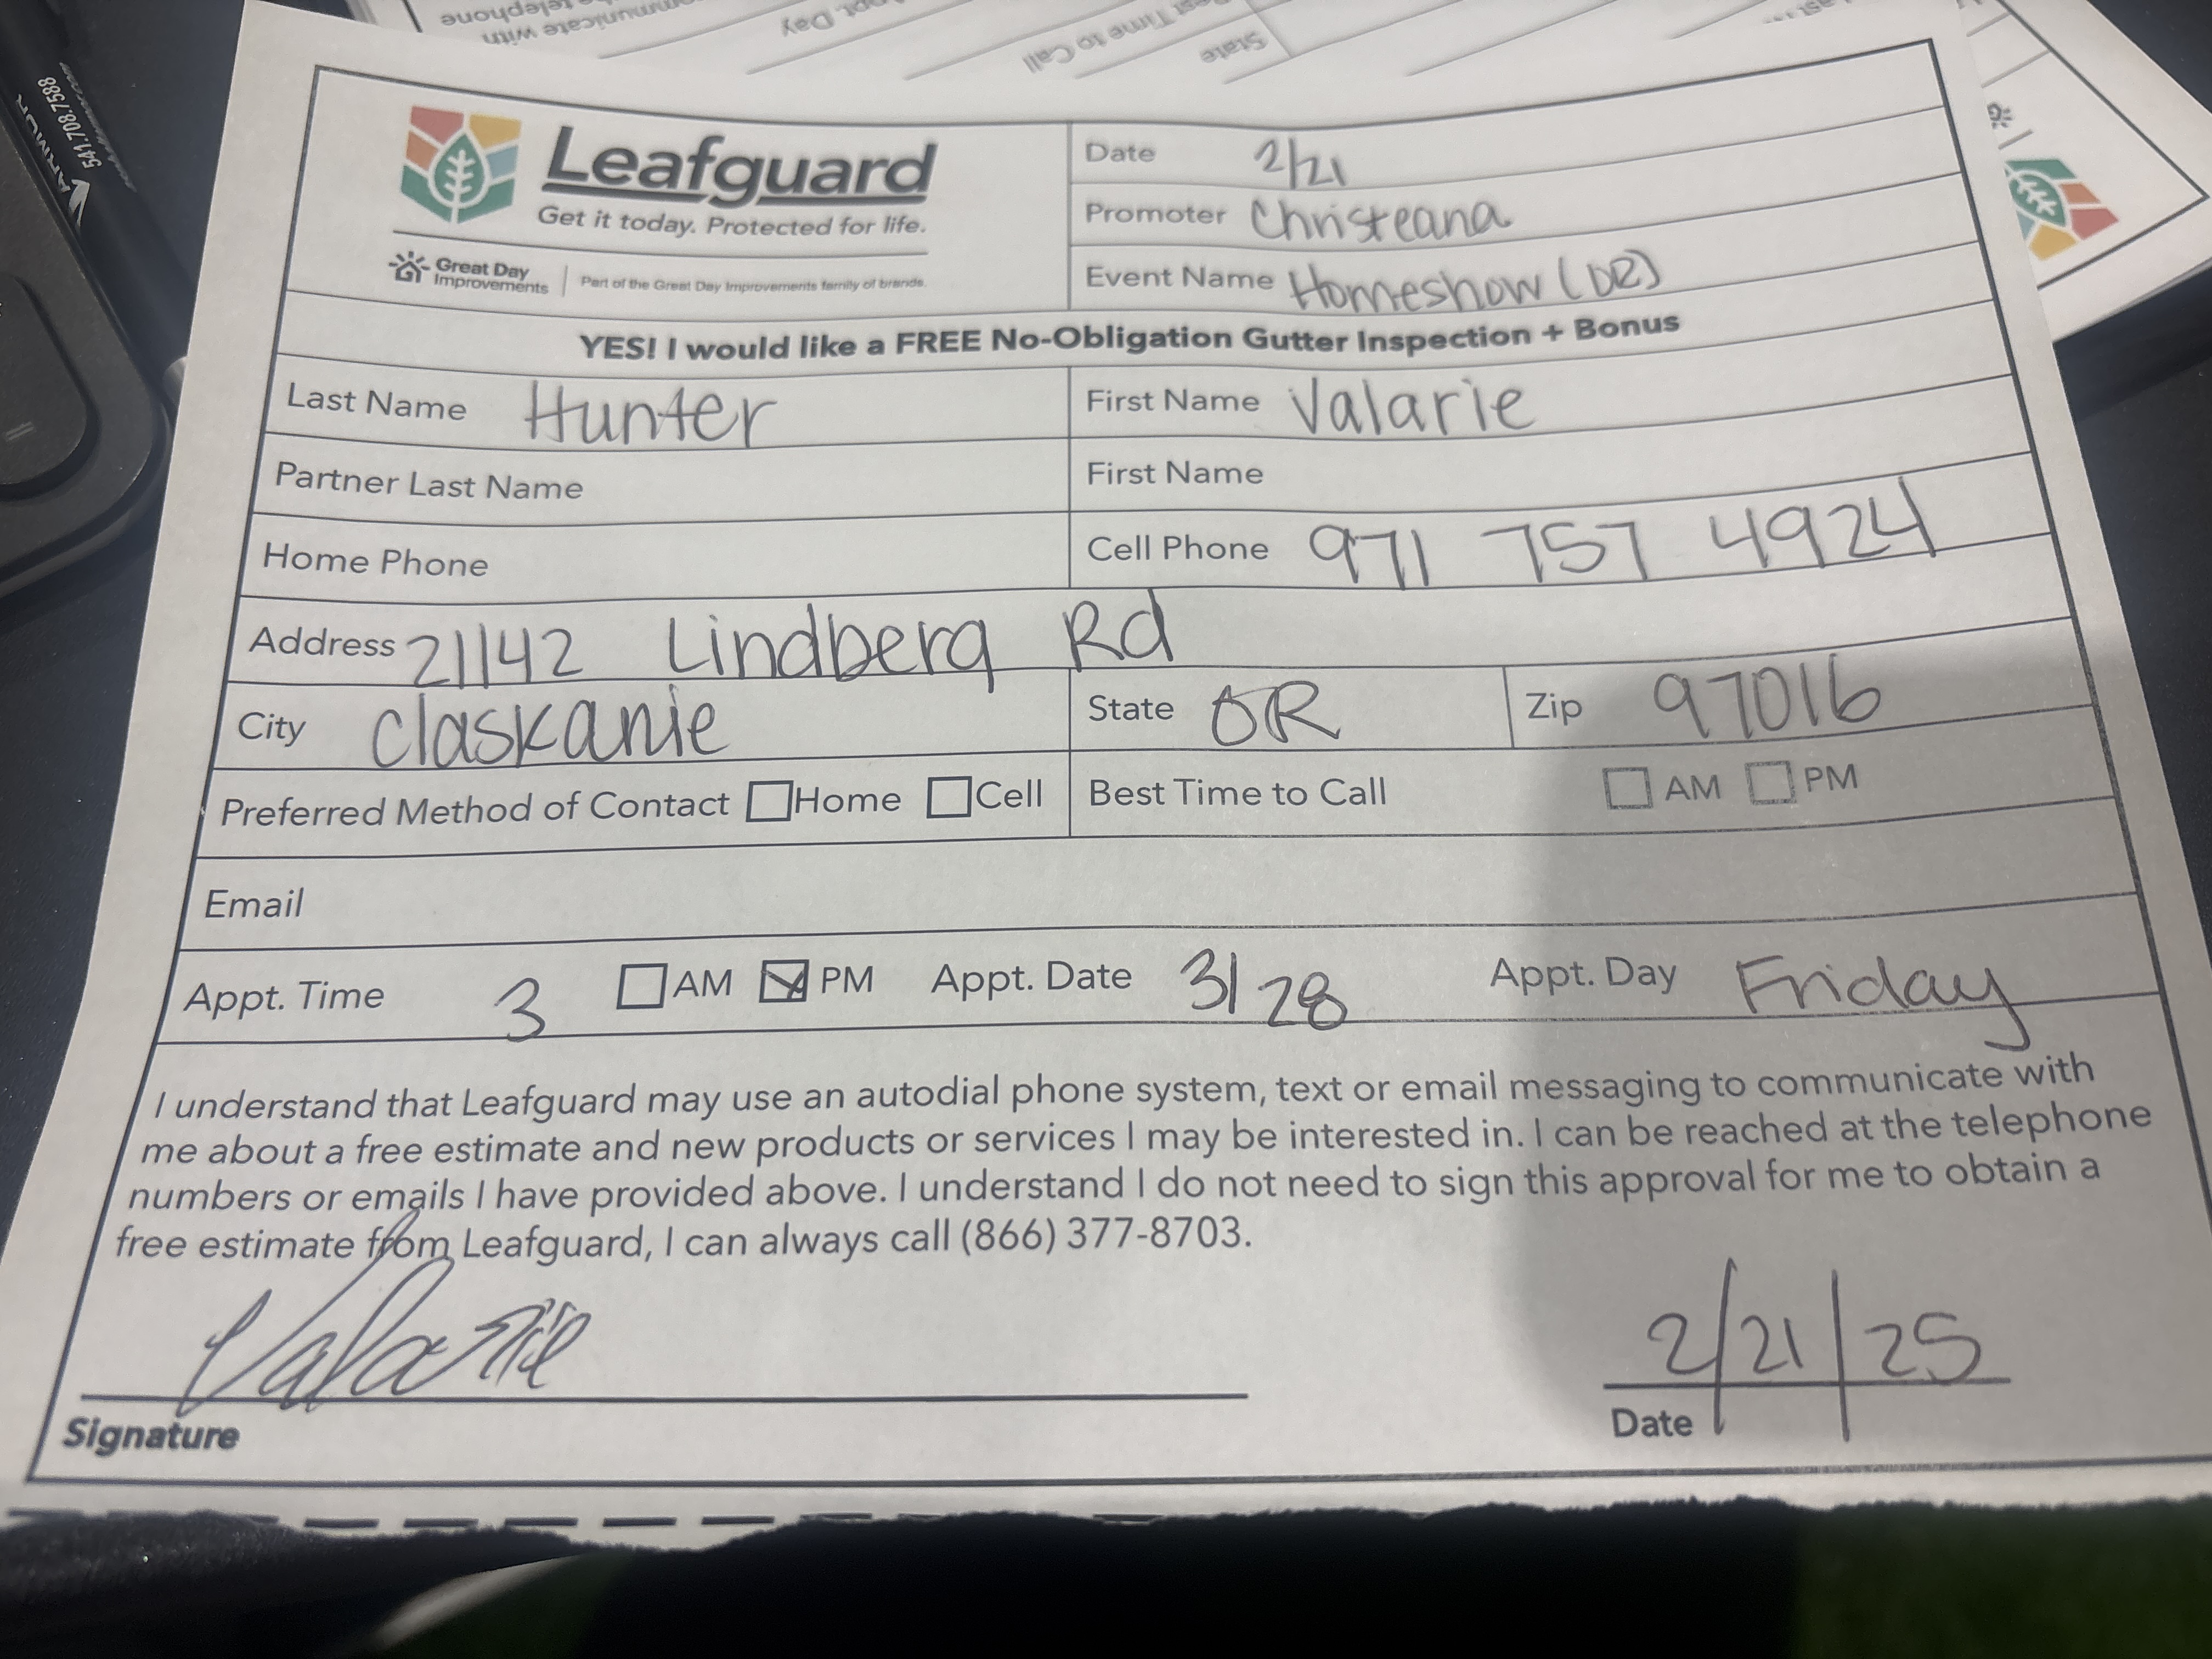 Leafguard
Get it today. Protected for life.
Great Day Improvements | Part of the Great Day Improvements family of brands.
Date 2/21
Promoter Christeana
Event Name Homeshow (DR)
YES! I would like a FREE No-Obligation Gutter Inspection + Bonus
Last Name Hunter First Name Valarie
Partner Last Name First Name
Home Phone Cell Phone 971 757 4924
Address 21142 Lindberg Rd
City Claskanie State OR Zip 97016
Preferred Method of Contact Home Cell Best Time to Call AM PM
Email
Appt. Time 3 AM PM Appt. Date 3/28 Appt. Day Friday
I understand that Leafguard may use an autodial phone system, text or email messaging to communicate with
me about a free estimate and new products or services I may be interested in. I can be reached at the telephone
numbers or emails I have provided above. I understand I do not need to sign this approval for me to obtain a
free estimate from Leafguard, I can always call (866) 377-8703.
2/21/25
Signature Date
ARMOR
541.708.7588
telephone
mmunicate with
Time to Call
State